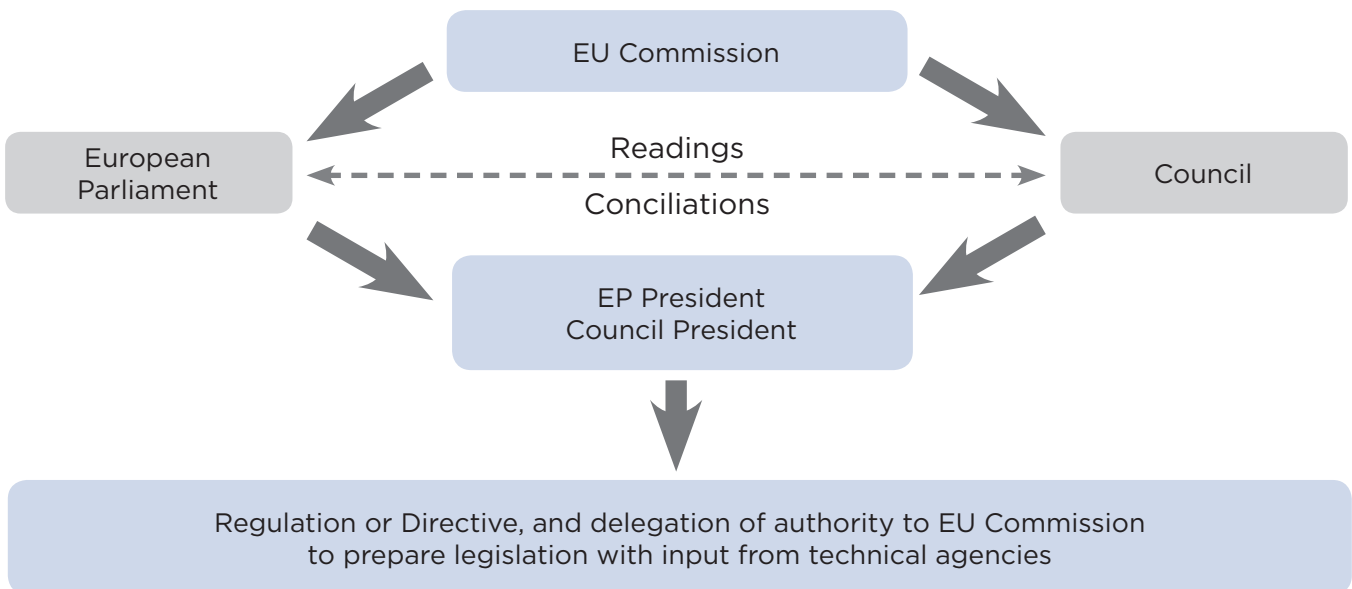 EU Commission
European
Parliament
Readings
Conciliations
Council
EP President
Council President
Regulation or Directive, and delegation of authority to EU Commission
to prepare legislation with input from technical agencies